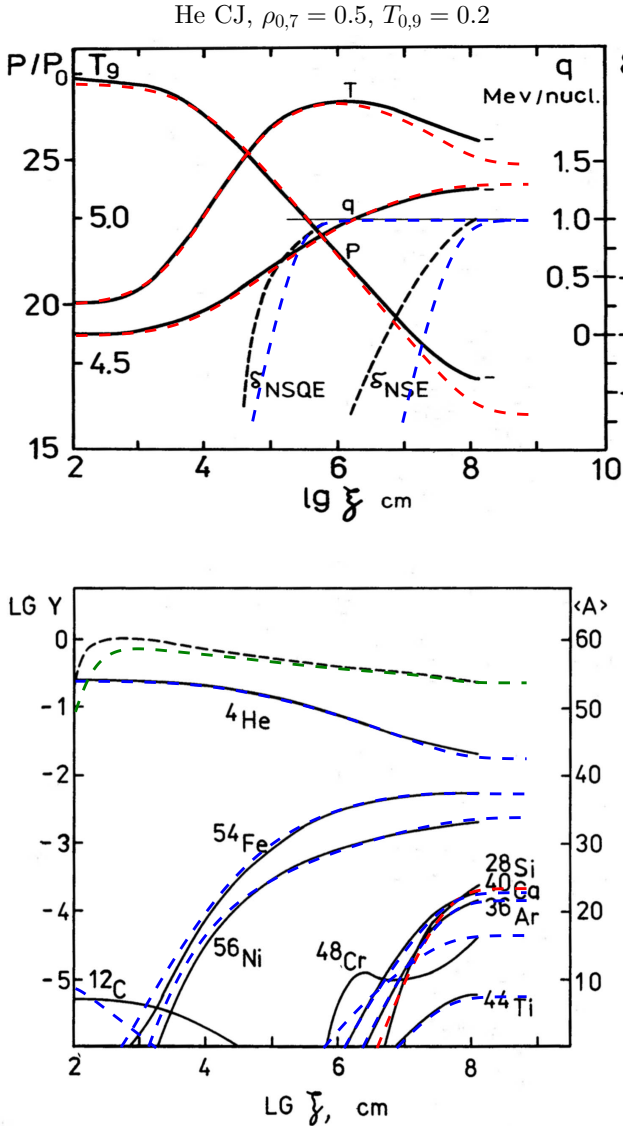 He CJ, ρ₀,₇ = 0.5, T₀,₉ = 0.2
P/P₀ T₉ q
Mev/nucl.
T
25 1.5
5.0 q 1.0
P 0.5
20 0
δNSQE δNSE
4.5
15
2 4 6 8 10
lg ξ cm
LG Y <A>
0 60
-1 50
⁴He
-2 40
-3 30
⁵⁴Fe
²⁸Si
⁴⁰Ca
-4 20
³⁶Ar
⁵⁶Ni
⁴⁸Cr
-5 10
¹²C
⁴⁴Ti
2 4 6 8
LG ξ, cm